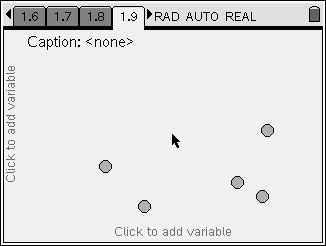 1.6 1.7 1.8 1.9 RAD AUTO REAL
Caption: <none>
Click to add variable
Click to add variable